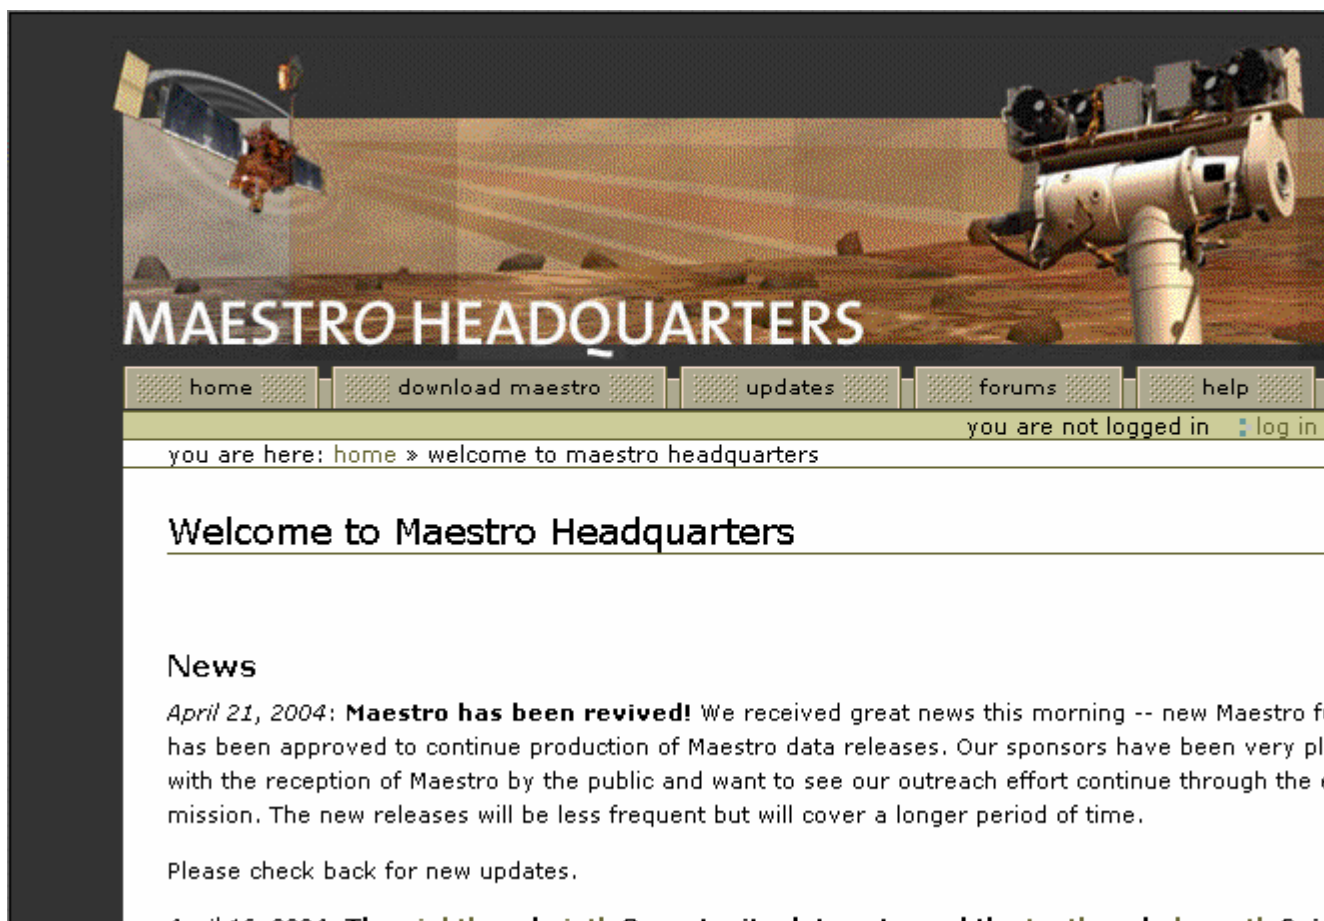 MAESTRO HEADQUARTERS
home download maestro updates forums help
you are not logged in log in
you are here: home » welcome to maestro headquarters
Welcome to Maestro Headquarters
News
April 21, 2004: Maestro has been revived! We received great news this morning -- new Maestro
has been approved to continue production of Maestro data releases. Our sponsors have been very
with the reception of Maestro by the public and want to see our outreach effort continue through the
mission. The new releases will be less frequent but will cover a longer period of time.
Please check back for new updates.